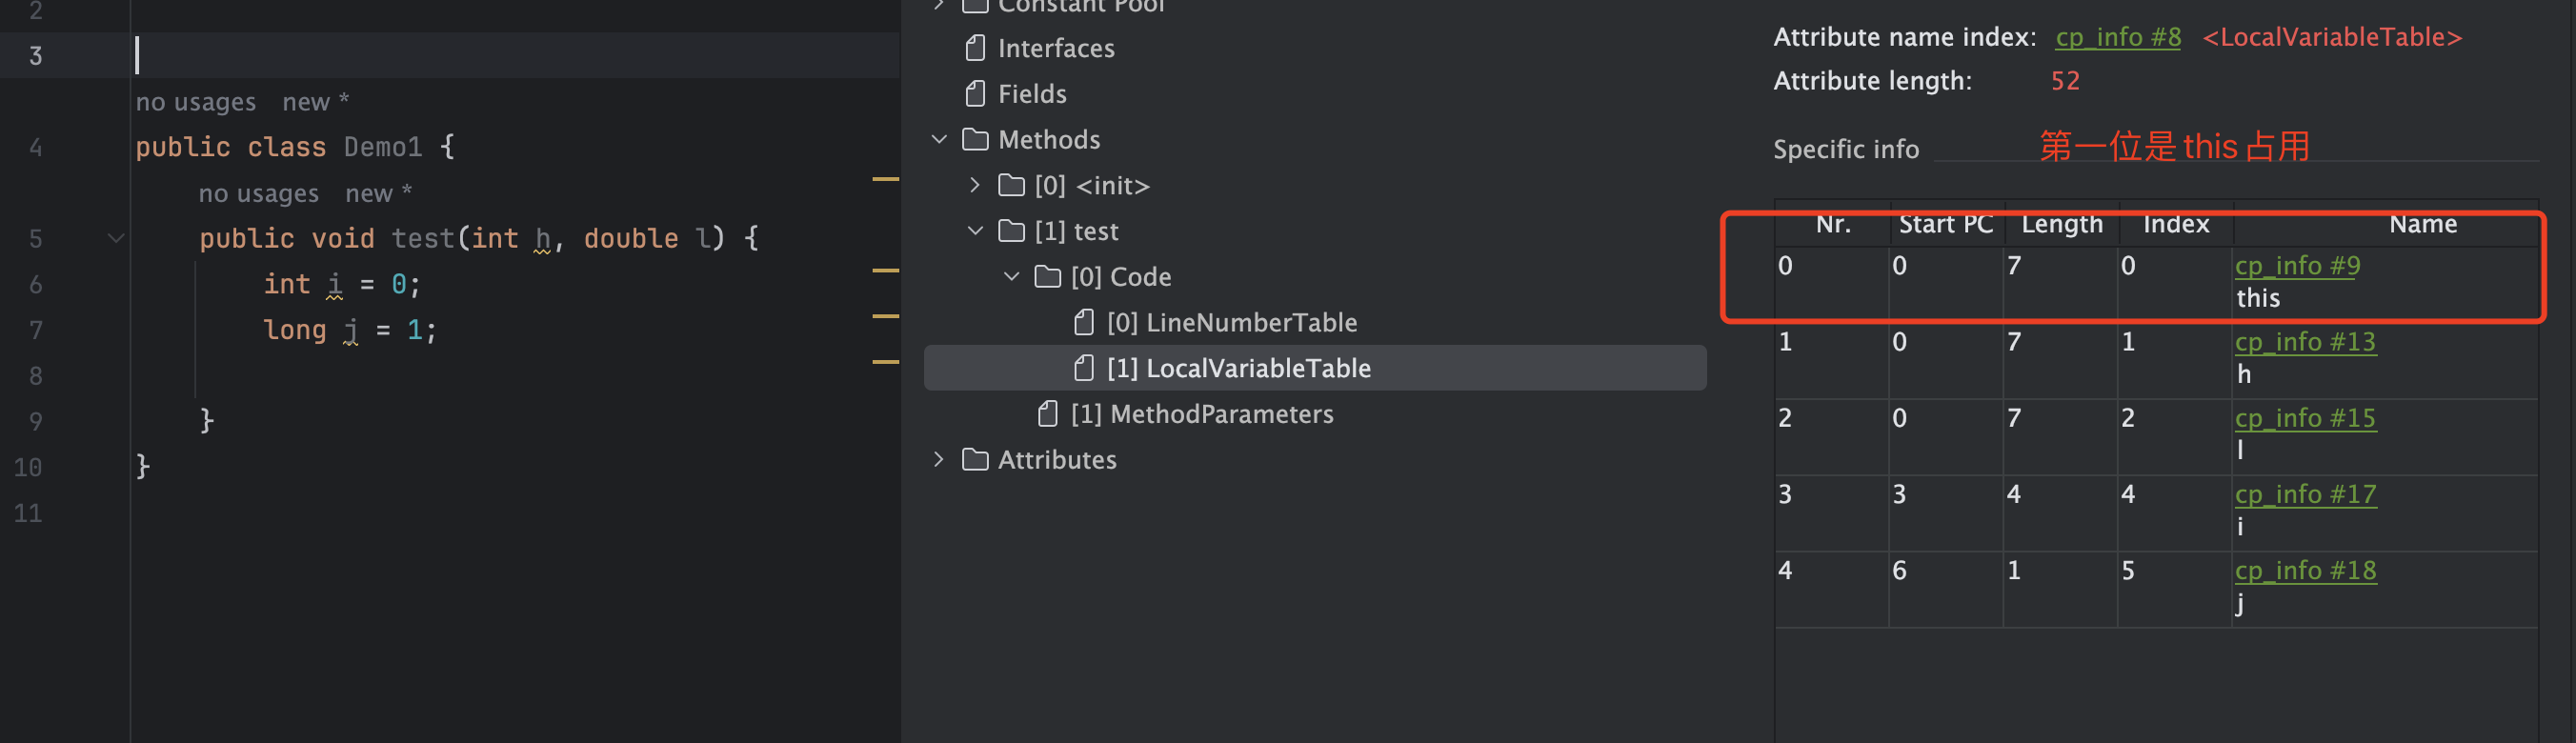 2
3
no usages   new *
4 public class Demo1 {
no usages   new *
5 public void test(int h, double l) {
6 int i = 0;
7 long j = 1;
8
9 }
10 }
11
Constant Pool
Interfaces
Fields
Methods
[0] <init>
[1] test
[0] Code
[0] LineNumberTable
[1] LocalVariableTable
[1] MethodParameters
Attributes
Attribute name index: cp_info #8 <LocalVariableTable>
Attribute length: 52
第一位是 this 占用
Specific info
Nr. Start PC Length Index Name
0 0 7 0 cp_info #9
this
1 0 7 1 cp_info #13
h
2 0 7 2 cp_info #15
l
3 3 4 4 cp_info #17
i
4 6 1 5 cp_info #18
j